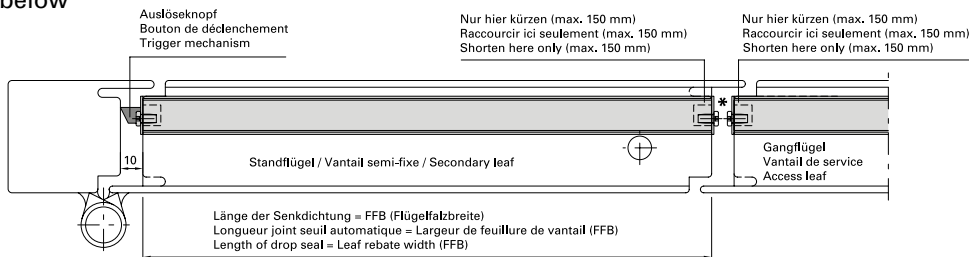 below
Auslöseknopf
Bouton de déclenchement
Trigger mechanism
Nur hier kürzen (max. 150 mm)
Raccourcir ici seulement (max. 150 mm)
Shorten here only (max. 150 mm)
Nur hier kürzen (max. 150 mm)
Raccourcir ici seulement (max. 150 mm)
Shorten here only (max. 150 mm)
*
10
Standflügel / Vantail semi-fixe / Secondary leaf
Gangflügel
Vantail de service
Access leaf
Länge der Senkdichtung = FFB (Flügelfalzbreite)
Longueur joint seuil automatique = Largeur de feuillure de vantail (FFB)
Length of drop seal = Leaf rebate width (FFB)